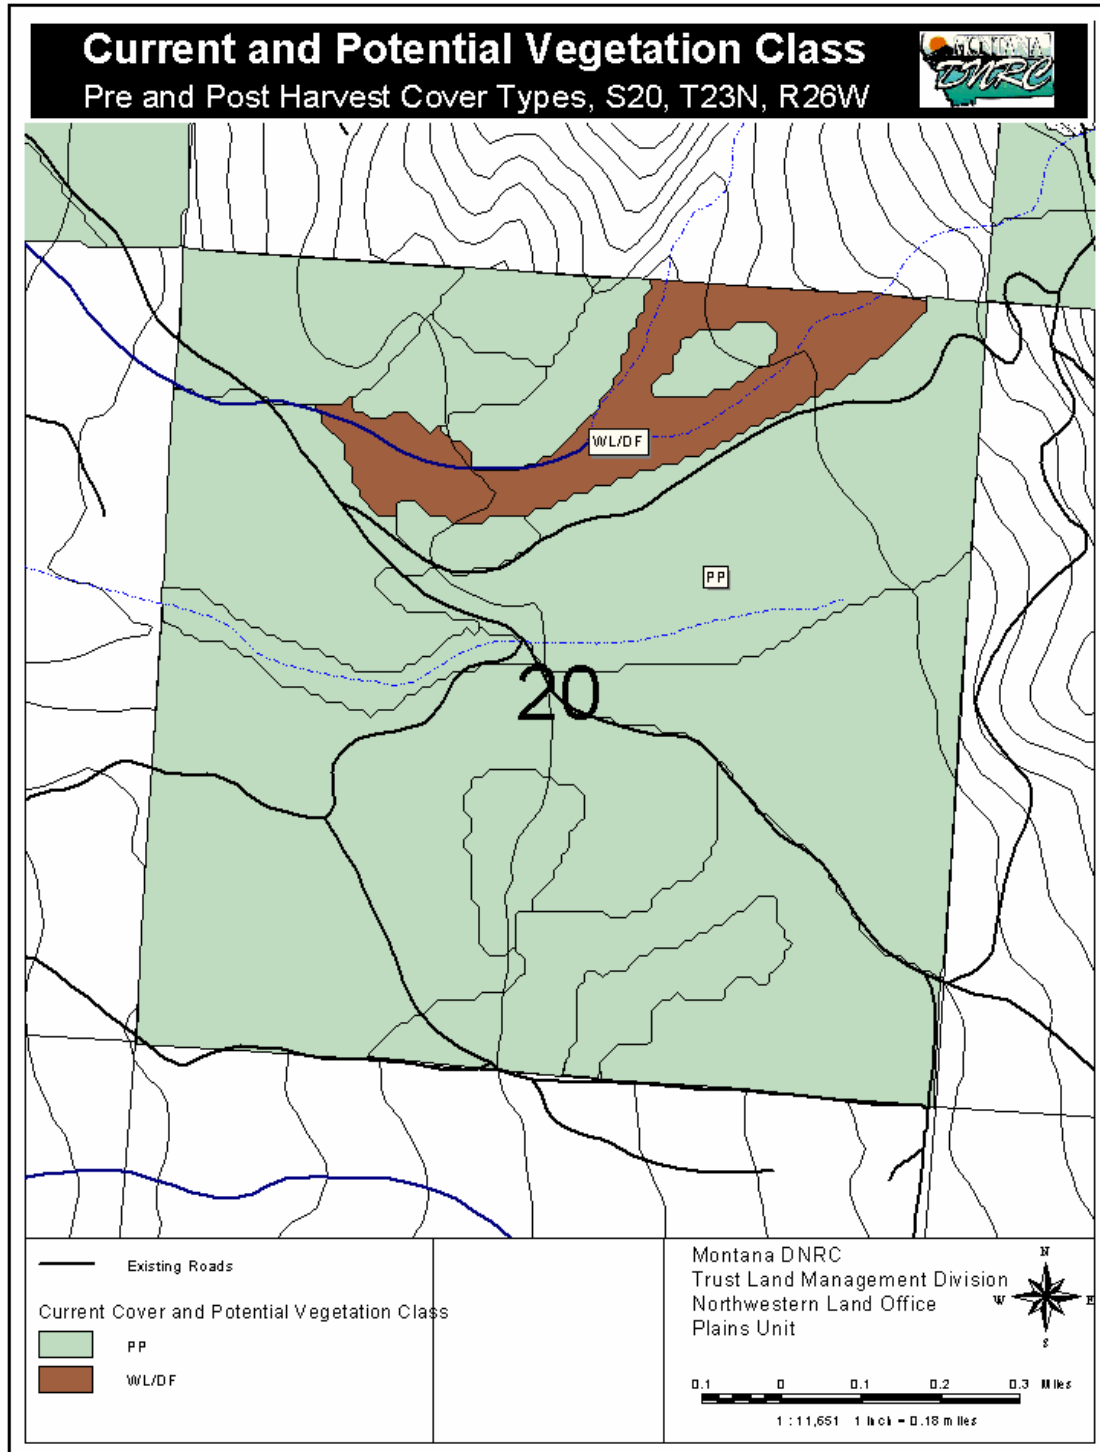 Current and Potential Vegetation Class
Pre and Post Harvest Cover Types, S20, T23N, R26W
MONTANA
DNRC
WL/DF
PP
20
Existing Roads
Current Cover and Potential Vegetation Class
PP
WL/DF
Montana DNRC
Trust Land Management Division
Northwestern Land Office
Plains Unit
N
W E
S
0.1 0 0.1 0.2 0.3 Miles
1 : 11,651 1 Inch = 0.18 miles